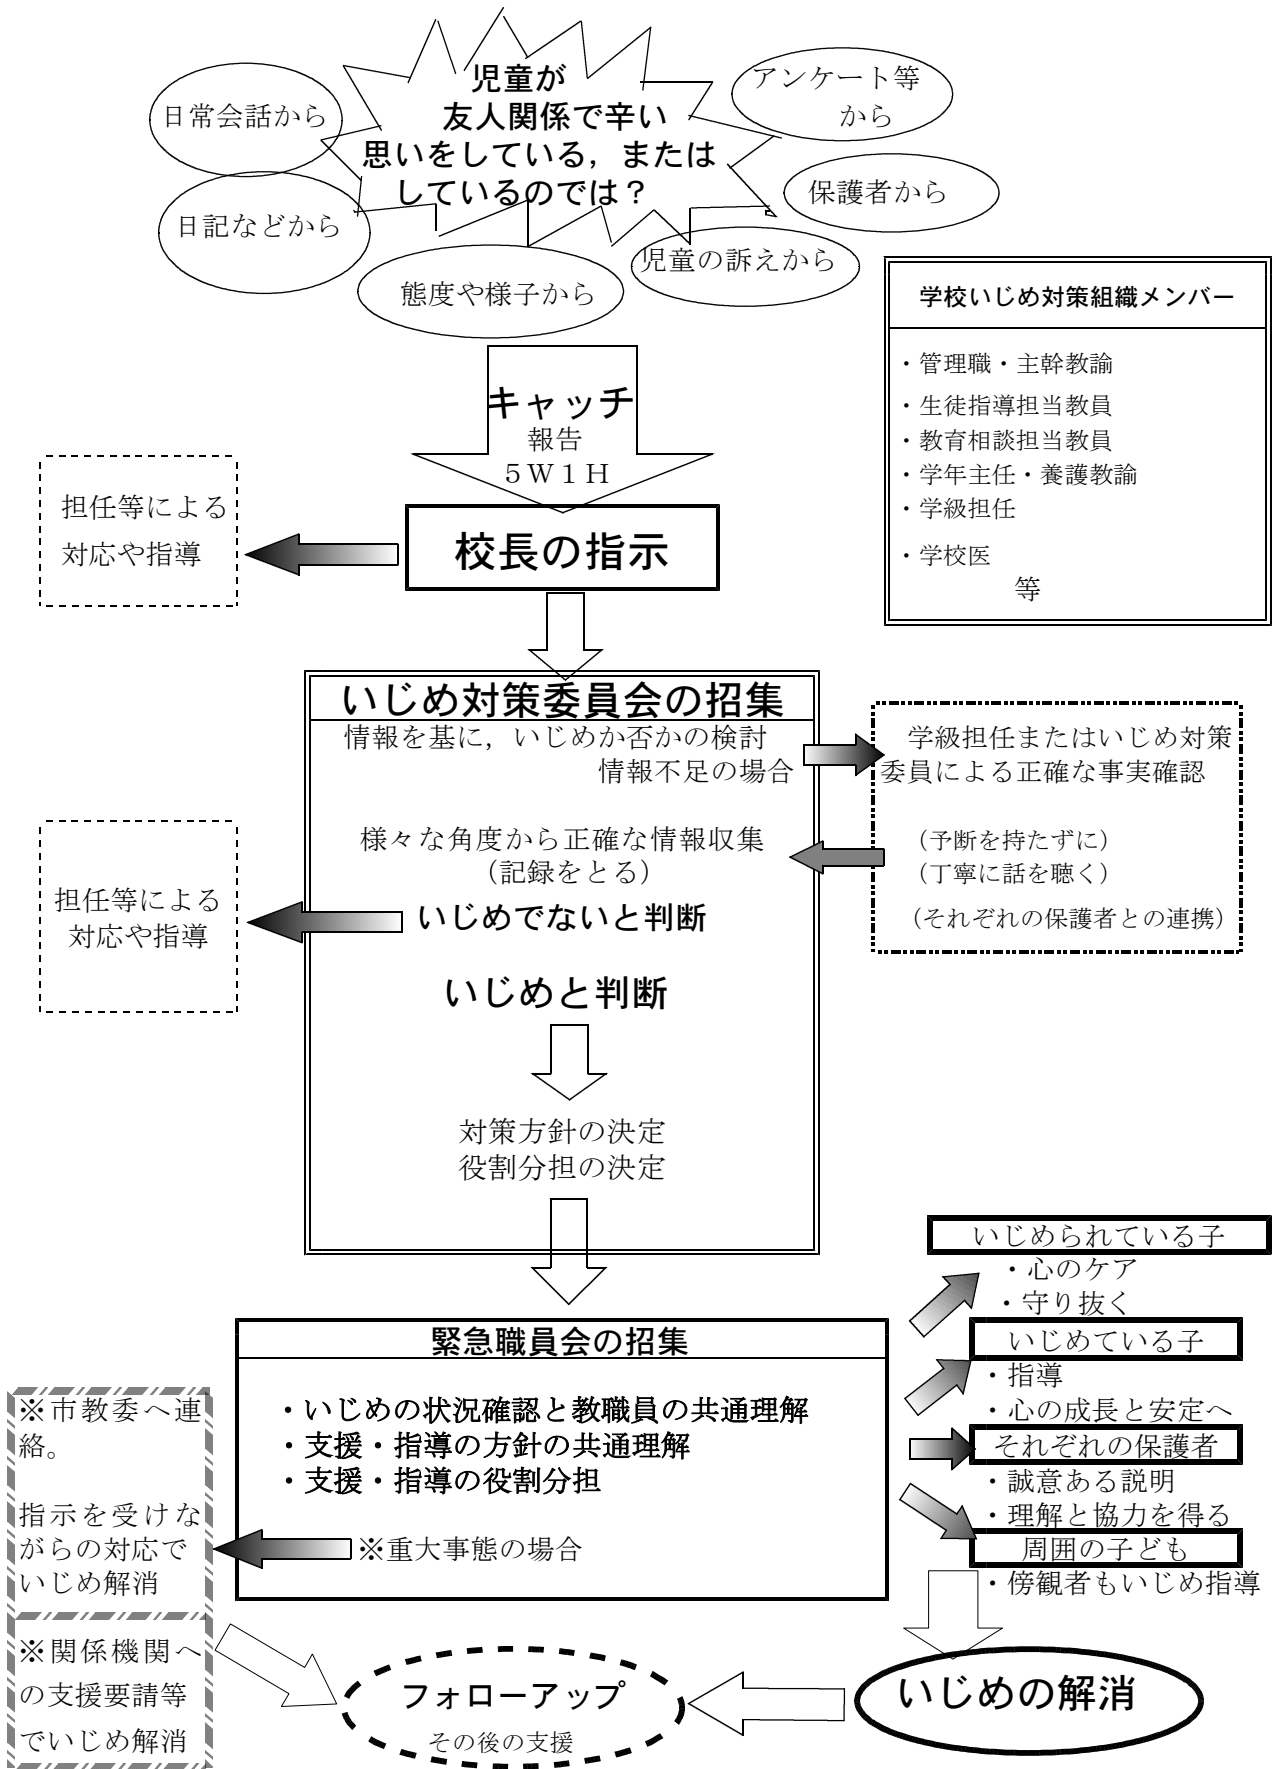 児童が
友人関係で辛い
思いをしている，または
しているのでは？
日常会話から
日記などから
態度や様子から
児童の訴えから
保護者から
アンケート等
から
学校いじめ対策組織メンバー
・管理職・主幹教諭
・生徒指導担当教員
・教育相談担当教員
・学年主任・養護教諭
・学級担任
・学校医
等
キャッチ
報告
５Ｗ１Ｈ
校長の指示
担任等による
対応や指導
いじめ対策委員会の招集
情報を基に，いじめか否かの検討
情報不足の場合
学級担任またはいじめ対策
委員による正確な事実確認
（予断を持たずに）
（丁寧に話を聴く）
（それぞれの保護者との連携）
様々な角度から正確な情報収集
（記録をとる）
いじめでないと判断
担任等による
対応や指導
いじめと判断
対策方針の決定
役割分担の決定
緊急職員会の招集
・いじめの状況確認と教職員の共通理解
・支援・指導の方針の共通理解
・支援・指導の役割分担
※重大事態の場合
いじめられている子
・心のケア
・守り抜く
いじめている子
・指導
・心の成長と安定へ
それぞれの保護者
・誠意ある説明
・理解と協力を得る
周囲の子ども
・傍観者もいじめ指導
※市教委へ連
絡。
指示を受けな
がらの対応で
いじめ解消
※関係機関へ
の支援要請等
でいじめ解消
フォローアップ
その後の支援
いじめの解消